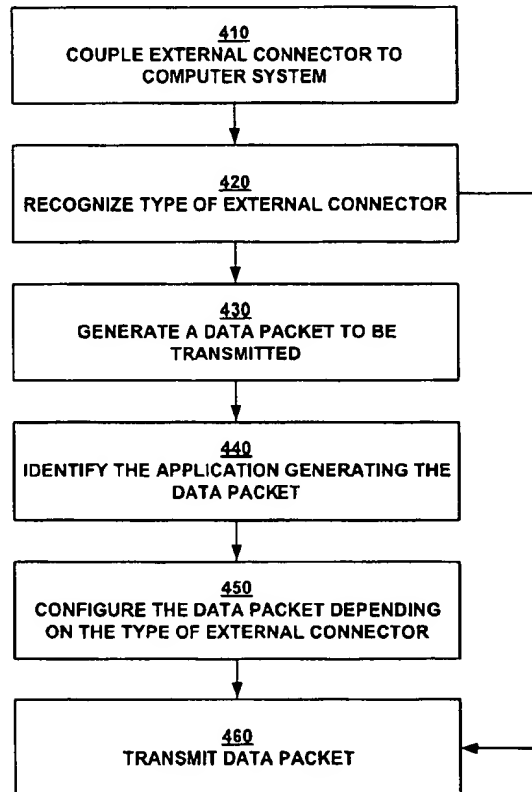 410
COUPLE EXTERNAL CONNECTOR TO
COMPUTER SYSTEM
420
RECOGNIZE TYPE OF EXTERNAL CONNECTOR
430
GENERATE A DATA PACKET TO BE
TRANSMITTED
440
IDENTIFY THE APPLICATION GENERATING THE
DATA PACKET
450
CONFIGURE THE DATA PACKET DEPENDING
ON THE TYPE OF EXTERNAL CONNECTOR
460
TRANSMIT DATA PACKET